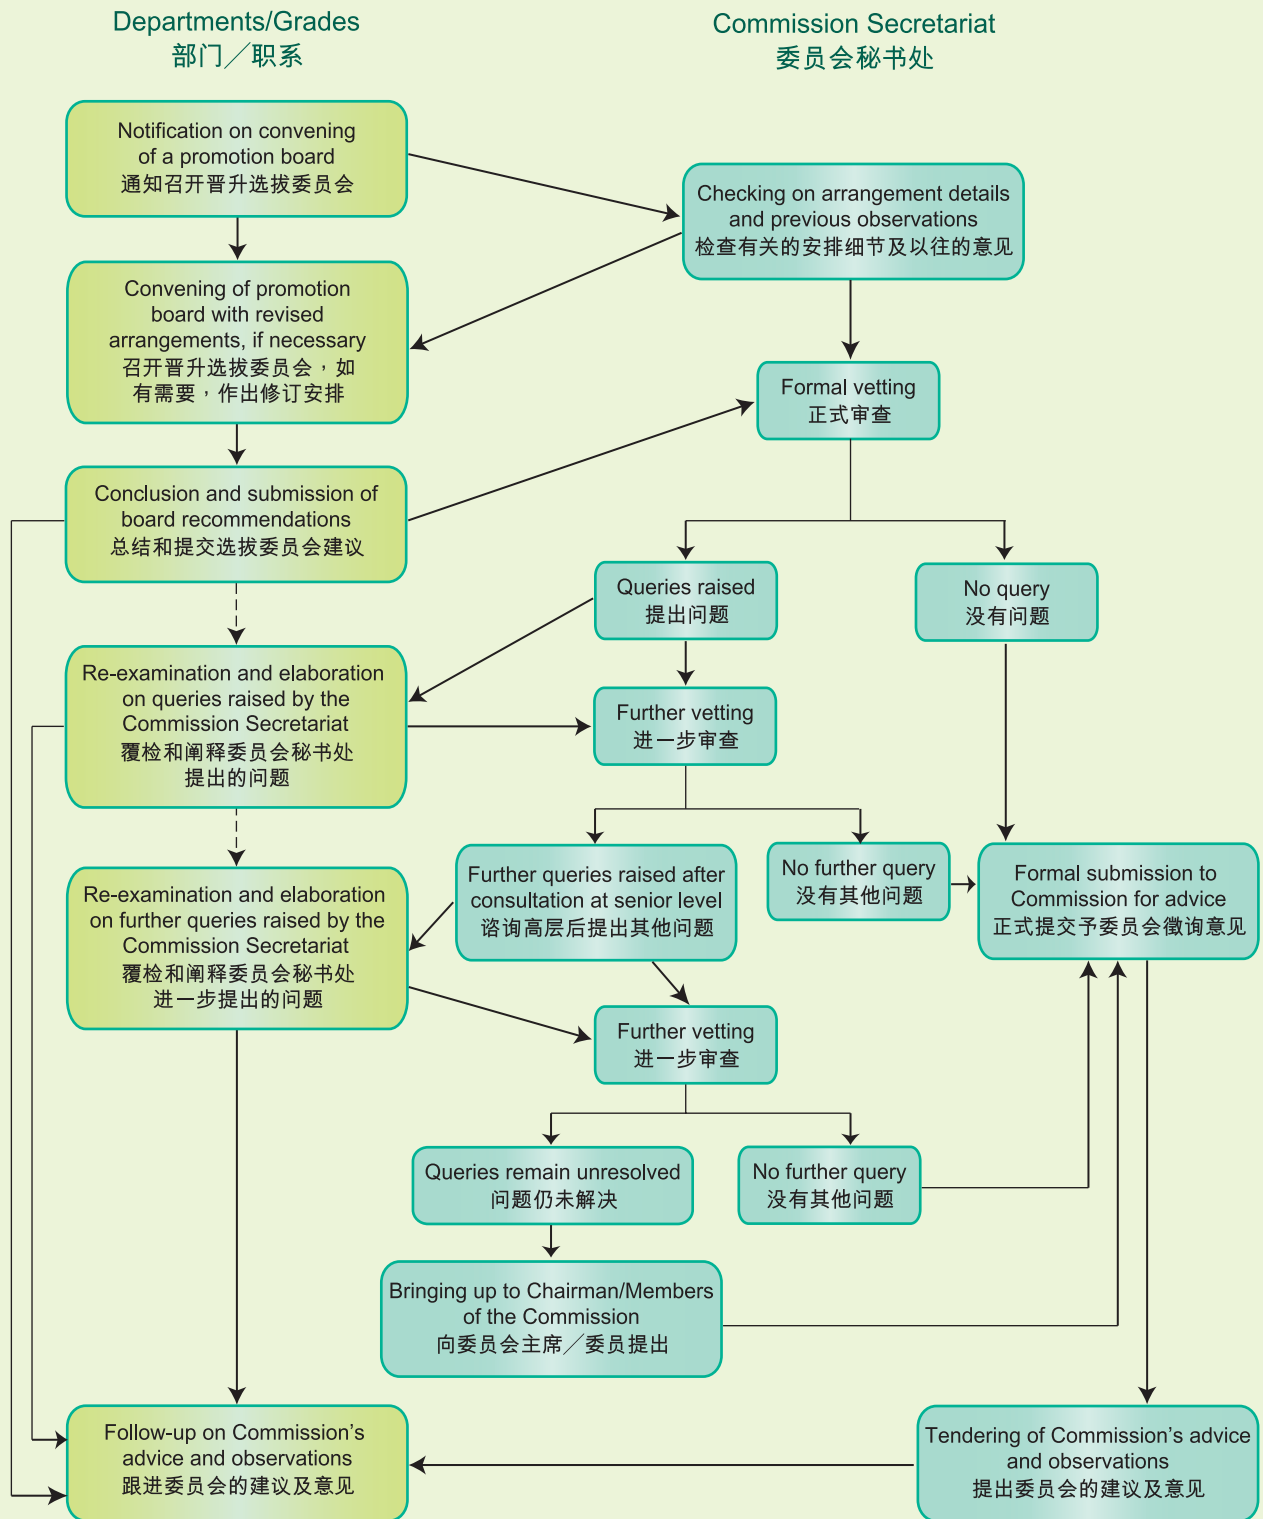 Departments/Grades
部门／职系
Commission Secretariat
委员会秘书处
Notification on convening
of a promotion board
通知召开晋升选拔委员会
Checking on arrangement details
and previous observations
检查有关的安排细节及以往的意见
Convening of promotion
board with revised
arrangements, if necessary
召开晋升选拔委员会，如
有需要，作出修订安排
Formal vetting
正式审查
Conclusion and submission of
board recommendations
总结和提交选拔委员会建议
Queries raised
提出问题
No query
没有问题
Re-examination and elaboration
on queries raised by the
Commission Secretariat
覆检和阐释委员会秘书处
提出的问题
Further vetting
进一步审查
Further queries raised after
consultation at senior level
谘询高层后提出其他问题
No further query
没有其他问题
Formal submission to
Commission for advice
正式提交予委员会徵询意见
Re-examination and elaboration
on further queries raised by the
Commission Secretariat
覆检和阐释委员会秘书处
进一步提出的问题
Further vetting
进一步审查
Queries remain unresolved
问题仍未解决
No further query
没有其他问题
Bringing up to Chairman/Members
of the Commission
向委员会主席／委员提出
Follow-up on Commission’s
advice and observations
跟进委员会的建议及意见
Tendering of Commission’s advice
and observations
提出委员会的建议及意见